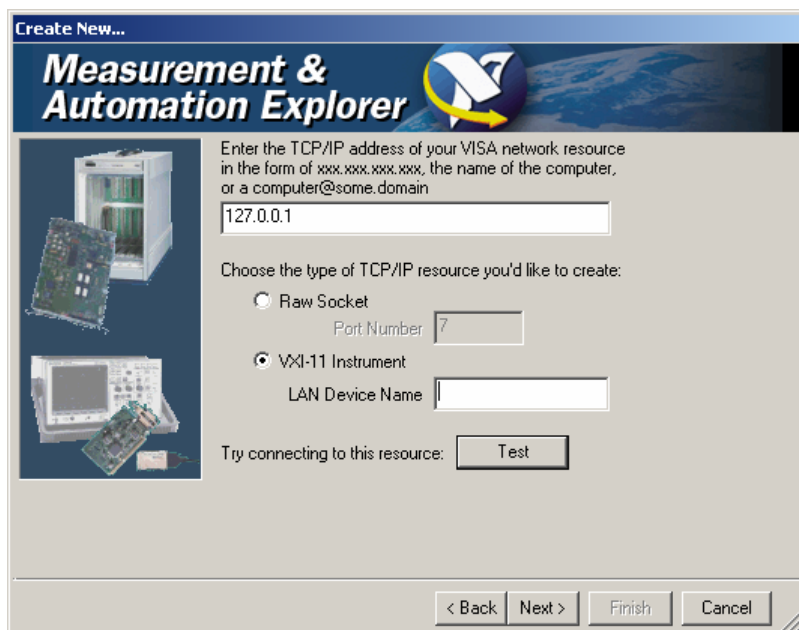 Create New...
Measurement &
Automation Explorer
Enter the TCP/IP address of your VISA network resource
in the form of xxx.xxx.xxx.xxx, the name of the computer,
or a computer@some.domain
127.0.0.1
Choose the type of TCP/IP resource you'd like to create:
Raw Socket
Port Number 7
VXI-11 Instrument
LAN Device Name
Try connecting to this resource: Test
< Back Next > Finish Cancel